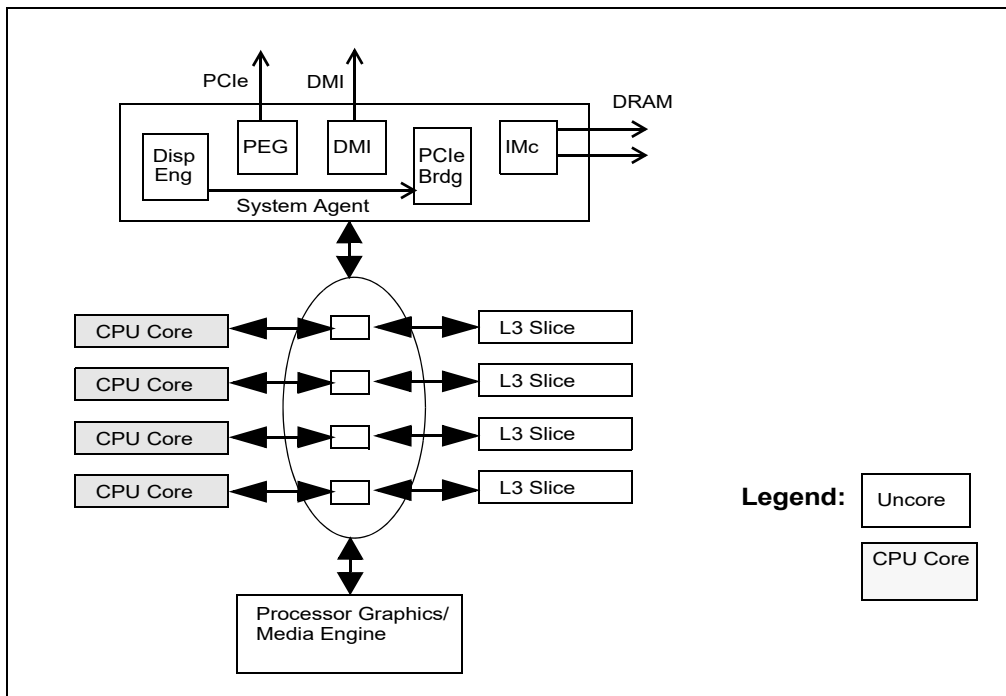 PCIe
DMI
DRAM
Disp
Eng
PEG
DMI
PCIe
Brdg
IMc
System Agent
CPU Core
L3 Slice
CPU Core
L3 Slice
CPU Core
L3 Slice
CPU Core
L3 Slice
Legend:
Uncore
CPU Core
Processor Graphics/
Media Engine